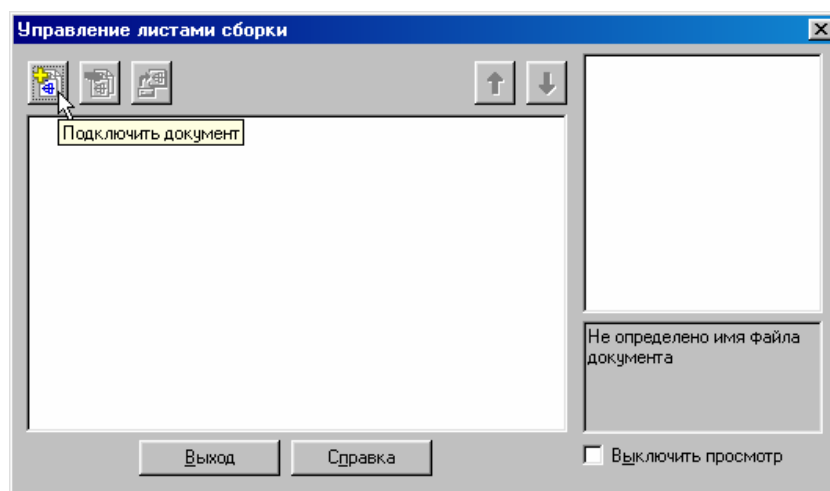 Управление листами сборки
Подключить документ
Не определено имя файла
документа
Выход
Справка
Выключить просмотр